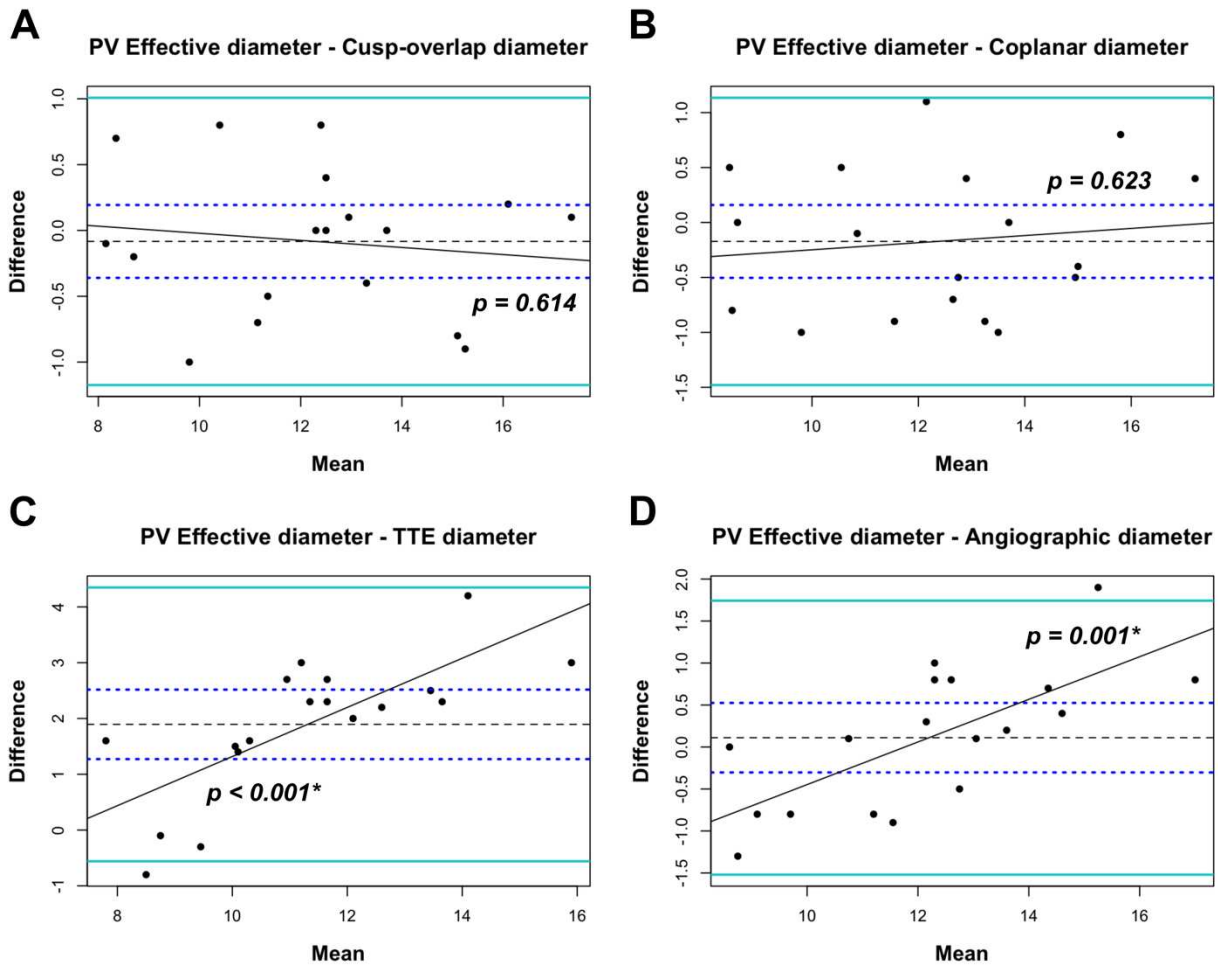 A
PV Effective diameter - Cusp-overlap diameter
Difference
1.0
0.5
0.0
-0.5
-1.0
p = 0.614
8 10 12 14 16
Mean
B
PV Effective diameter - Coplanar diameter
Difference
1.0
0.5
0.0
-0.5
-1.0
-1.5
p = 0.623
10 12 14 16
Mean
C
PV Effective diameter - TTE diameter
Difference
4
3
2
1
0
-1
p < 0.001*
8 10 12 14 16
Mean
D
PV Effective diameter - Angiographic diameter
Difference
2.0
1.5
1.0
0.5
0.0
-0.5
-1.0
-1.5
p = 0.001*
10 12 14 16
Mean